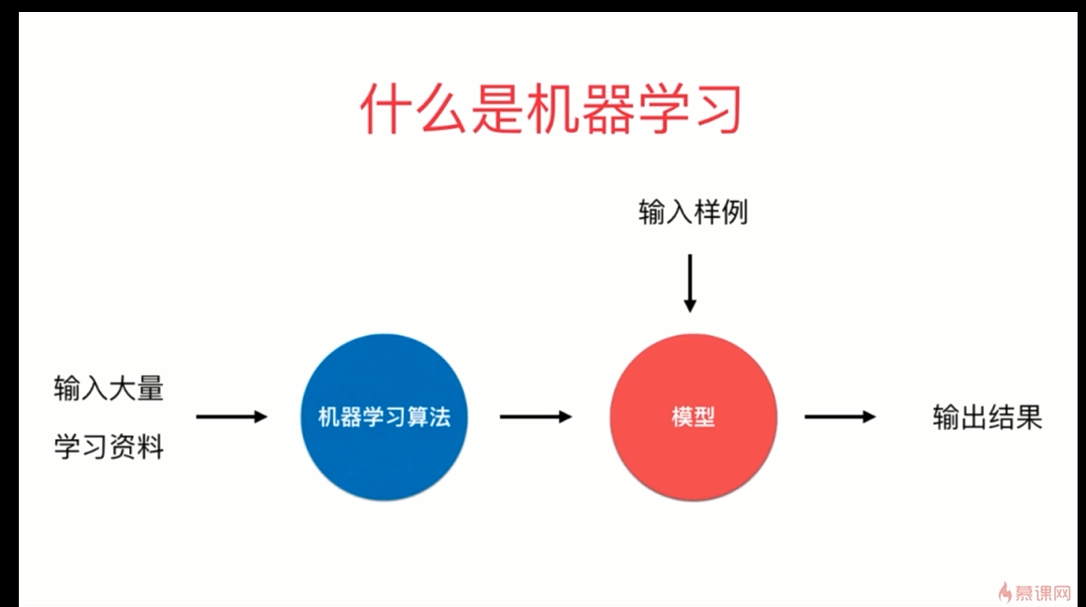 什么是机器学习
输入样例
输入大量
学习资料
机器学习算法
模型
输出结果
慕课网